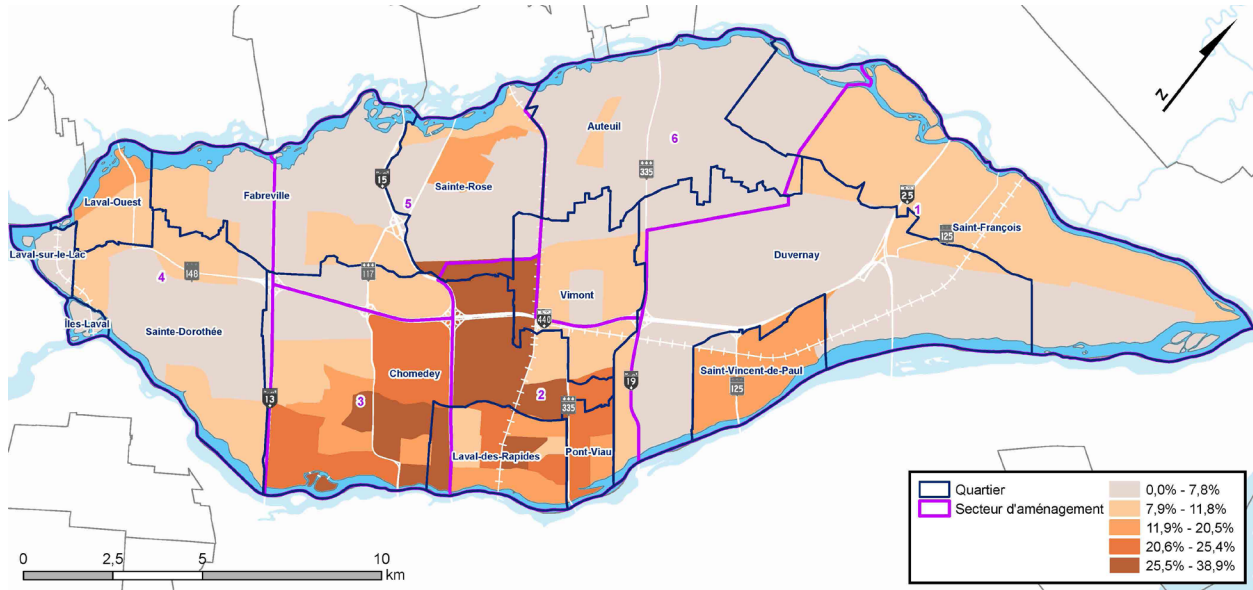 N
Auteuil
6
335
15
Sainte-Rose
Laval-Ouest
Fabreville
5
25
1
Saint-François
125
Laval-sur-le-Lac
4
148
117
Duvernay
Vimont
Îles-Laval
Sainte-Dorothée
440
Chomedey
Saint-Vincent-de-Paul
13
3
2
19
335
125
Laval-des-Rapides
Pont-Viau
Quartier
Secteur d'aménagement
0,0% - 7,8%
7,9% - 11,8%
11,9% - 20,5%
20,6% - 25,4%
25,5% - 38,9%
0 2,5 5 10
km